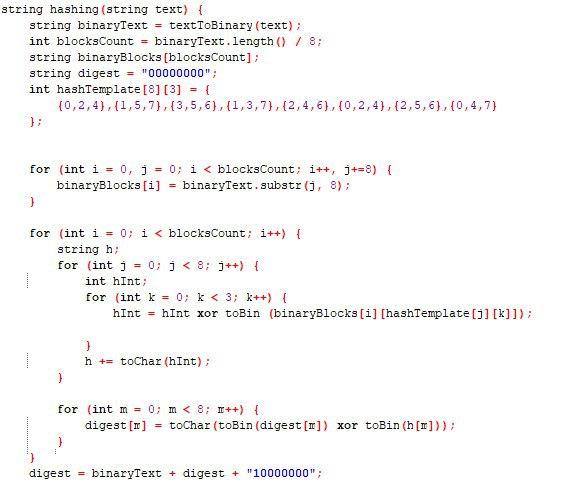 string hashing(string text) {
    string binaryText = textToBinary(text);
    int blocksCount = binaryText.length() / 8;
    string binaryBlocks[blocksCount];
    string digest = "00000000";
    int hashTemplate[8][3] = {
        {0,2,4},{1,5,7},{3,5,6},{1,3,7},{2,4,6},{0,2,4},{2,5,6},{0,4,7}
    };
    for (int i = 0, j = 0; i < blocksCount; i++, j+=8) {
        binaryBlocks[i] = binaryText.substr(j, 8);
    }
    for (int i = 0; i < blocksCount; i++) {
        string h;
        for (int j = 0; j < 8; j++) {
            int hInt;
            for (int k = 0; k < 3; k++) {
                hInt = hInt xor toBin (binaryBlocks[i][hashTemplate[j][k]]);
            }
            h += toChar(hInt);
        }
        for (int m = 0; m < 8; m++) {
            digest[m] = toChar(toBin(digest[m]) xor toBin(h[m]));
        }
    }
    digest = binaryText + digest + "10000000";